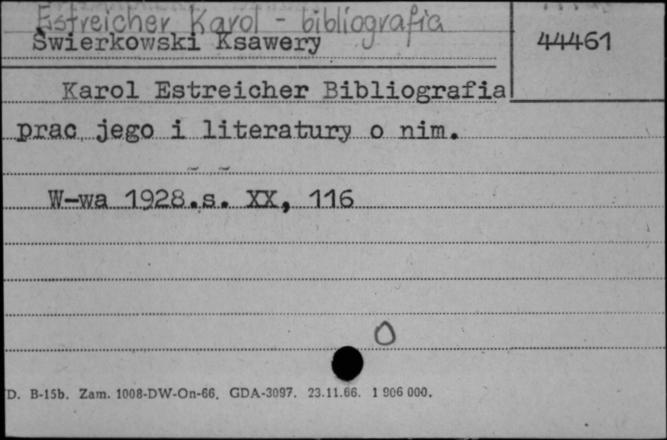 Estreicher Karol - bibliografia
Świerkowski Ksawery
44461
Karol Estreicher Bibliografia
prac jego i literatury o nim.
W-wa 1928.s. XX, 116
O
D. B-15b. Zam. 1008-DW-On-66. GDA-3097. 23.11.66. 1 906 000.